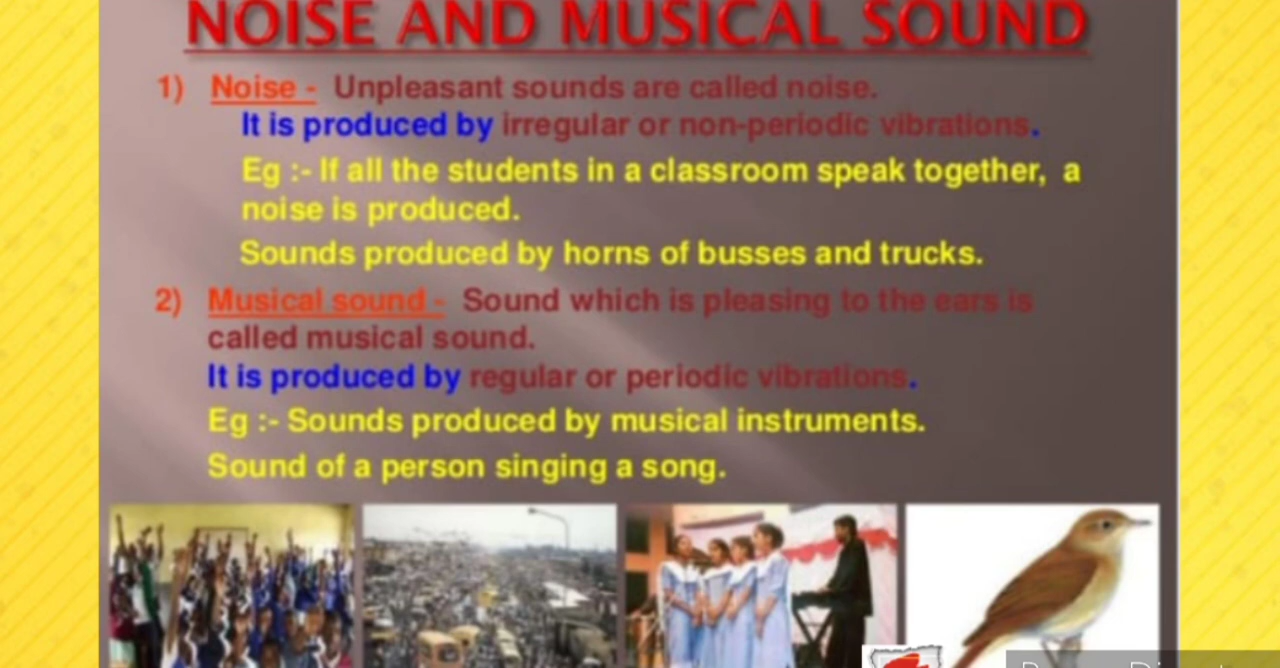 NOISE AND MUSICAL SOUND
1) Noise - Unpleasant sounds are called noise.
It is produced by irregular or non-periodic vibrations.
Eg :- If all the students in a classroom speak together, a
noise is produced.
Sounds produced by horns of busses and trucks.
2) Musical sound - Sound which is pleasing to the ears is
called musical sound.
It is produced by regular or periodic vibrations.
Eg :- Sounds produced by musical instruments.
Sound of a person singing a song.